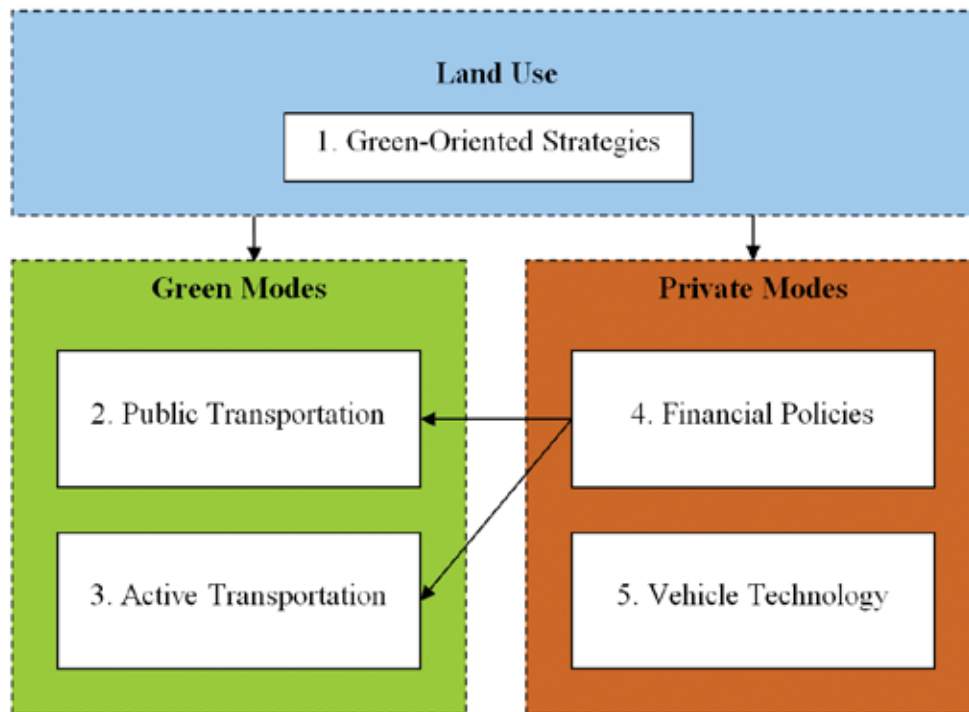 Land Use
1. Green-Oriented Strategies
Green Modes
2. Public Transportation
3. Active Transportation
Private Modes
4. Financial Policies
5. Vehicle Technology